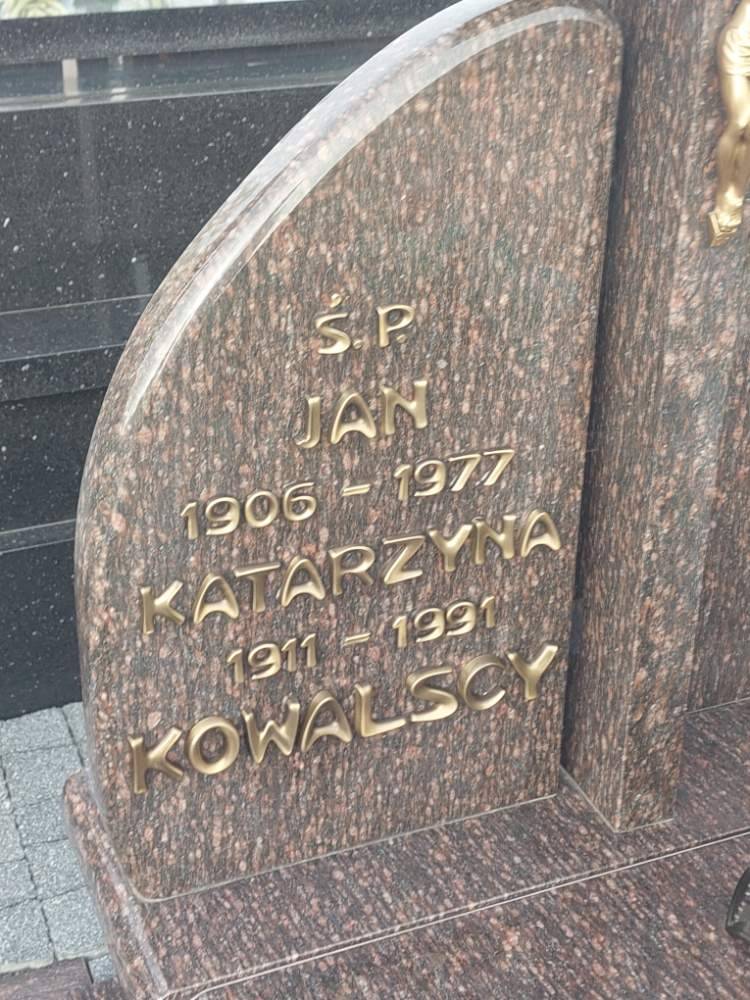 Ś.P.
JAN
1906 - 1977
KATARZYNA
1911 - 1991
KOWALSCY